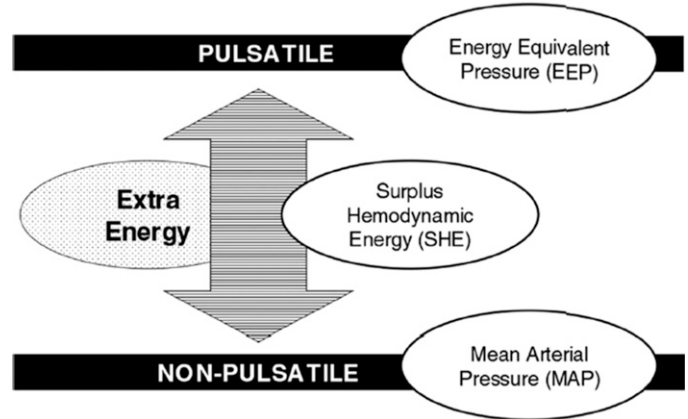 PULSATILE
Energy Equivalent
Pressure (EEP)
Extra
Energy
Surplus
Hemodynamic
Energy (SHE)
NON-PULSATILE
Mean Arterial
Pressure (MAP)